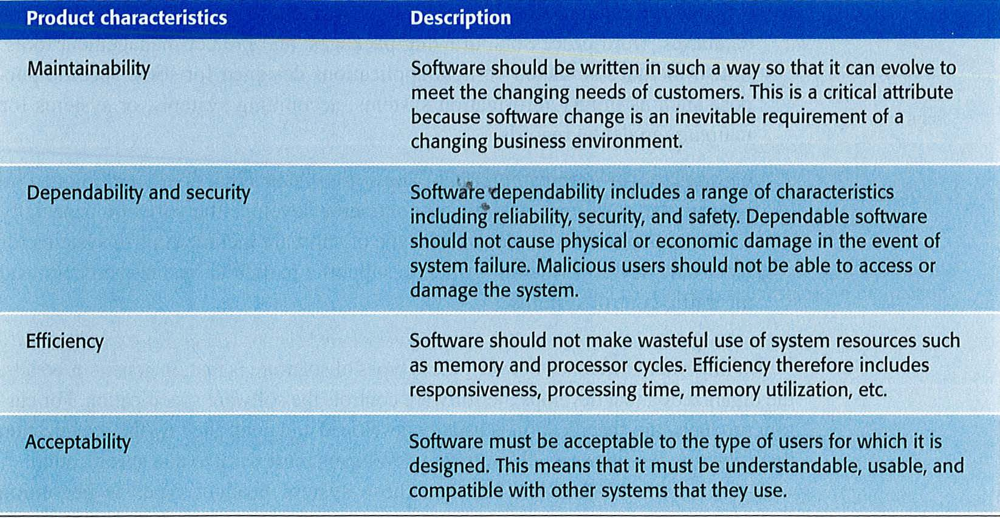 Product characteristics
Description
Maintainability
Software should be written in such a way so that it can evolve to
meet the changing needs of customers. This is a critical attribute
because software change is an inevitable requirement of a
changing business environment.
Dependability and security
Software dependability includes a range of characteristics
including reliability, security, and safety. Dependable software
should not cause physical or economic damage in the event of
system failure. Malicious users should not be able to access or
damage the system.
Efficiency
Software should not make wasteful use of system resources such
as memory and processor cycles. Efficiency therefore includes
responsiveness, processing time, memory utilization, etc.
Acceptability
Software must be acceptable to the type of users for which it is
designed. This means that it must be understandable, usable, and
compatible with other systems that they use.